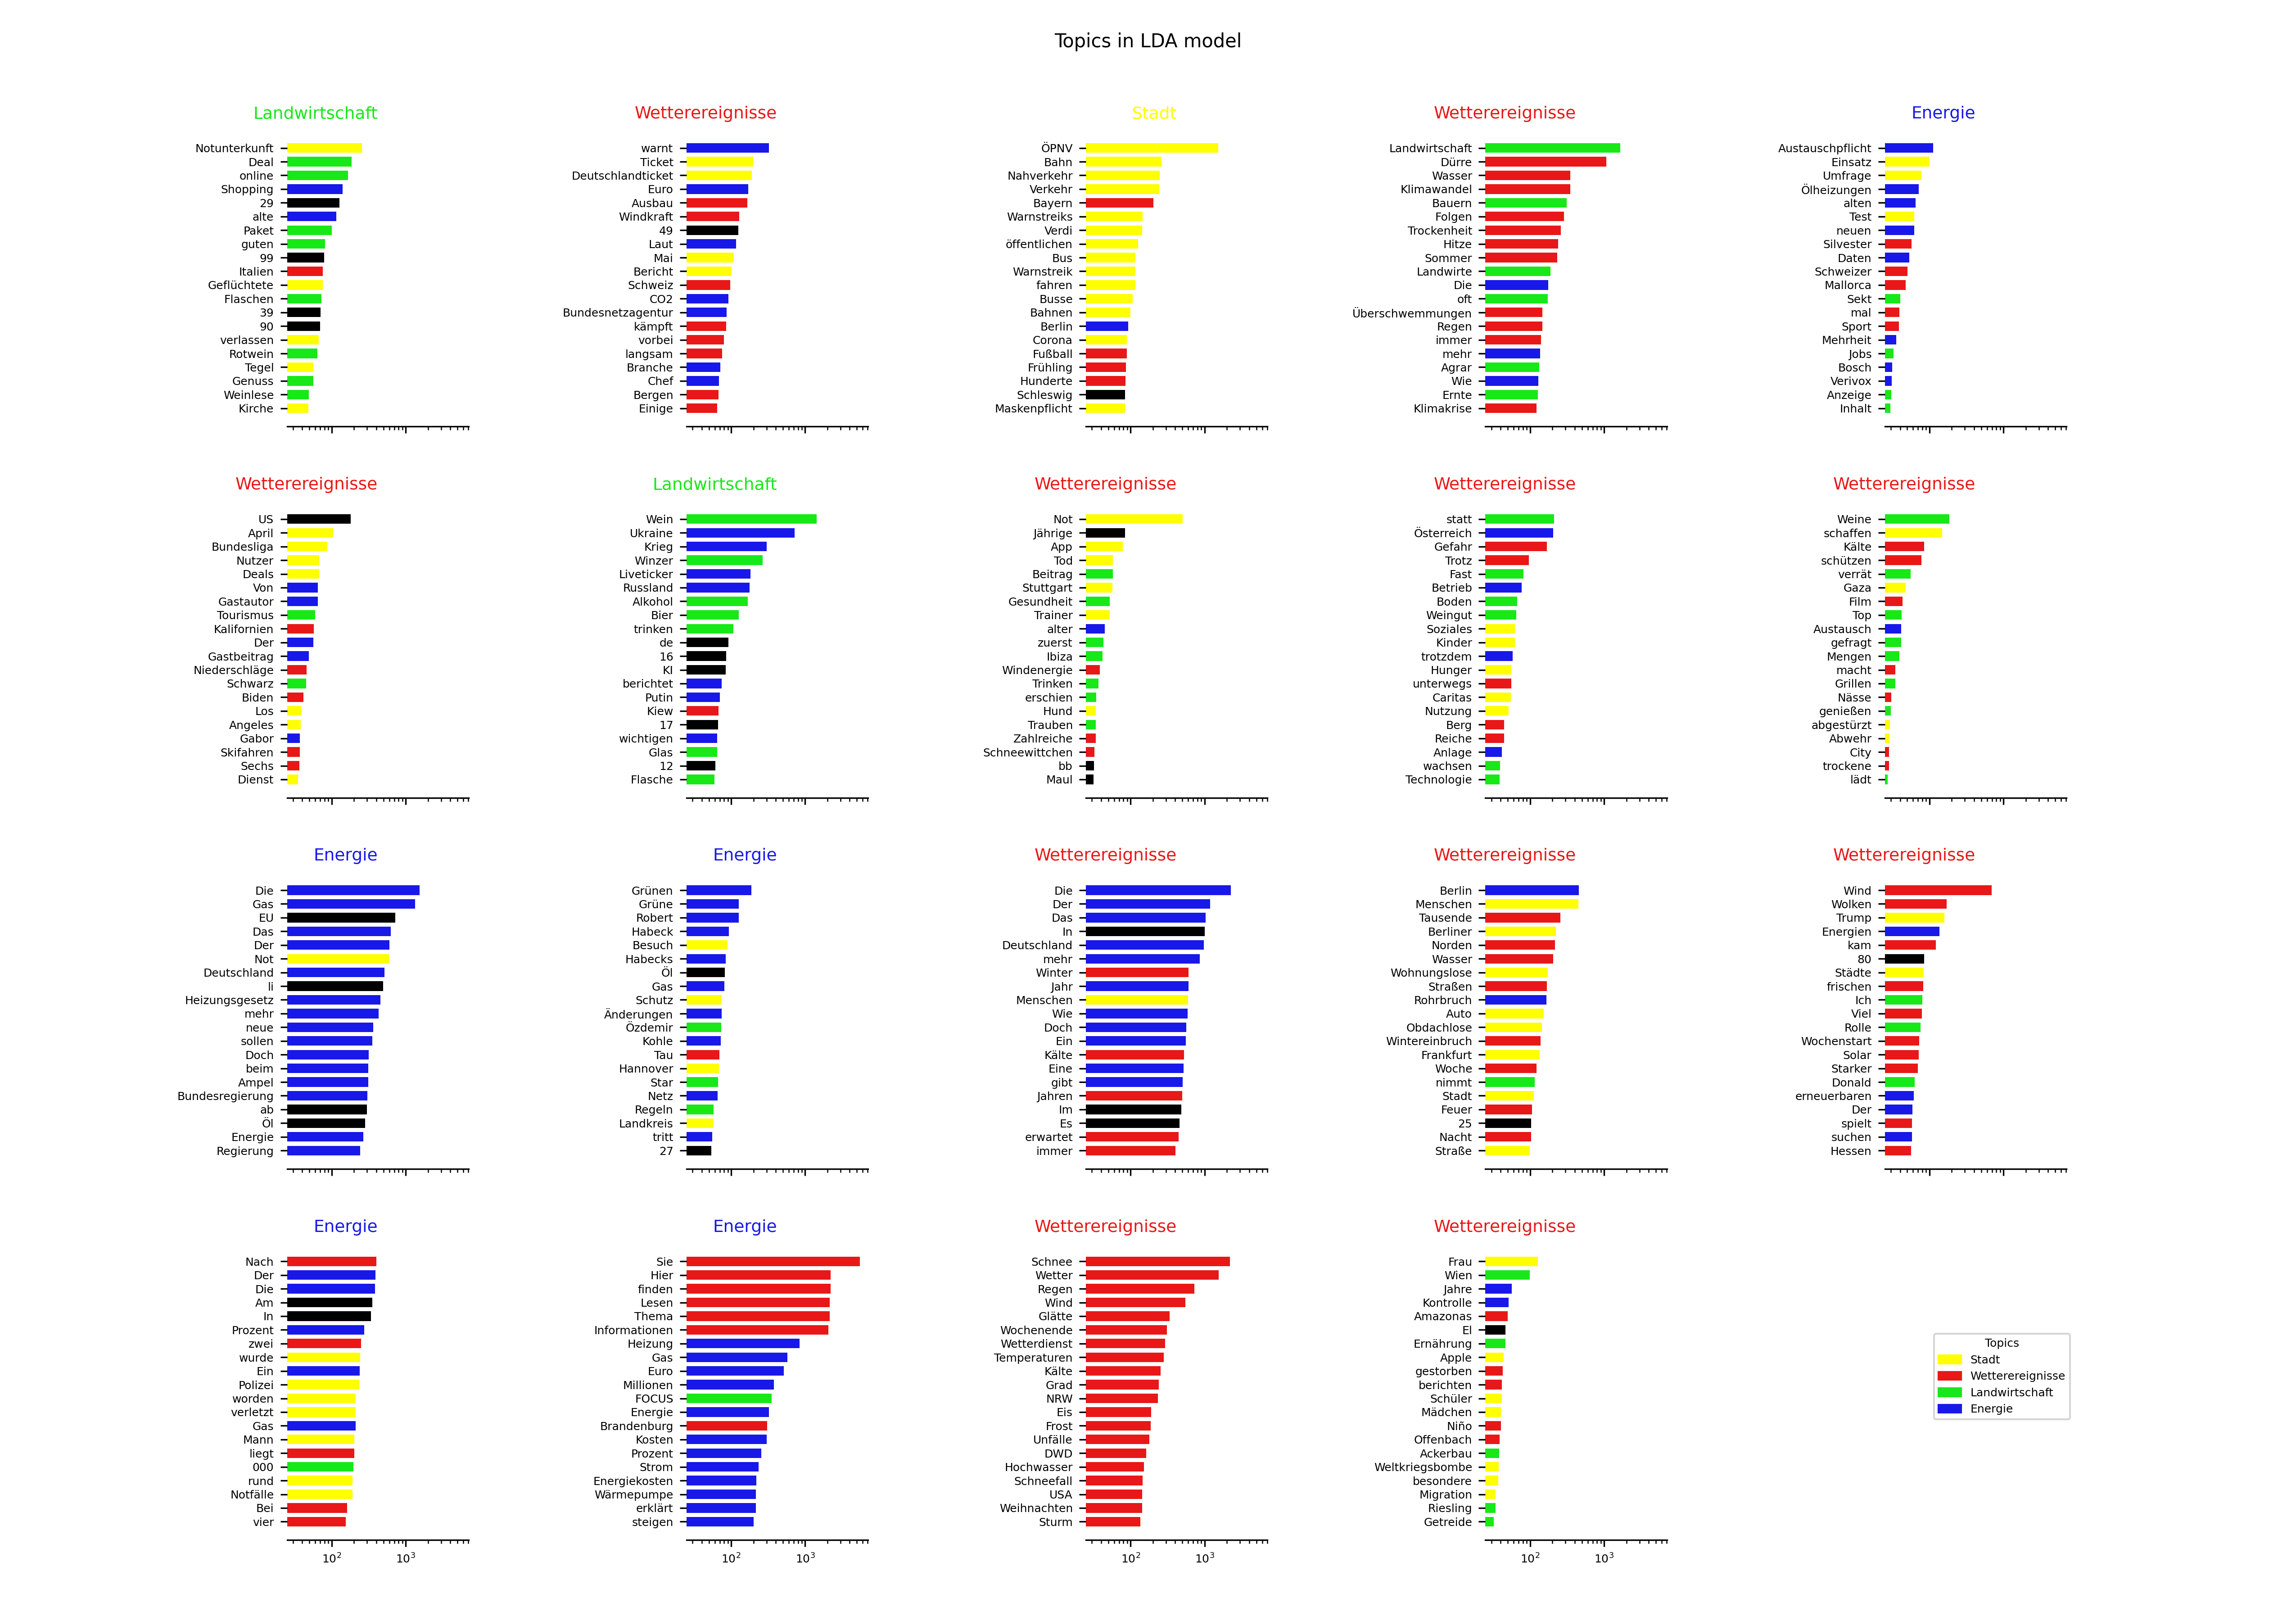 Topics in LDA model
Landwirtschaft
Notunterkunft
Deal
online
Shopping
29
alte
Paket
guten
99
Italien
Geflüchtete
Flaschen
39
90
verlassen
Rotwein
Tegel
Genuss
Weinlese
Kirche
Wetterereignisse
warnt
Ticket
Deutschlandticket
Euro
Ausbau
Windkraft
49
Laut
Mai
Bericht
Schweiz
CO2
Bundesnetzagentur
kämpft
vorbei
langsam
Branche
Chef
Bergen
Einige
Stadt
ÖPNV
Bahn
Nahverkehr
Verkehr
Bayern
Warnstreiks
Verdi
öffentlichen
Bus
Warnstreik
fahren
Busse
Bahnen
Berlin
Corona
Fußball
Frühling
Hunderte
Schleswig
Maskenpflicht
Wetterereignisse
Landwirtschaft
Dürre
Wasser
Klimawandel
Bauern
Folgen
Trockenheit
Hitze
Sommer
Landwirte
Die
oft
Überschwemmungen
Regen
immer
mehr
Agrar
Wie
Ernte
Klimakrise
Energie
Austauschpflicht
Einsatz
Umfrage
Ölheizungen
alten
Test
neuen
Silvester
Daten
Schweizer
Mallorca
Sekt
mal
Sport
Mehrheit
Jobs
Bosch
Verivox
Anzeige
Inhalt
Wetterereignisse
US
April
Bundesliga
Nutzer
Deals
Von
Gastautor
Tourismus
Kalifornien
Der
Gastbeitrag
Niederschläge
Schwarz
Biden
Los
Angeles
Gabor
Skifahren
Sechs
Dienst
Landwirtschaft
Wein
Ukraine
Krieg
Winzer
Liveticker
Russland
Alkohol
Bier
trinken
de
16
KI
berichtet
Putin
Kiew
17
wichtigen
Glas
12
Flasche
Wetterereignisse
Not
Jährige
App
Tod
Beitrag
Stuttgart
Gesundheit
Trainer
alter
zuerst
Ibiza
Windenergie
Trinken
erschien
Hund
Trauben
Zahlreiche
Schneewittchen
bb
Maul
Wetterereignisse
statt
Österreich
Gefahr
Trotz
Fast
Betrieb
Boden
Weingut
Soziales
Kinder
trotzdem
Hunger
unterwegs
Caritas
Nutzung
Berg
Reiche
Anlage
wachsen
Technologie
Wetterereignisse
Weine
schaffen
Kälte
schützen
verrät
Gaza
Film
Top
Austausch
gefragt
Mengen
macht
Grillen
Nässe
genießen
abgestürzt
Abwehr
City
trockene
lädt
Energie
Die
Gas
EU
Das
Der
Not
Deutschland
li
Heizungsgesetz
mehr
neue
sollen
Doch
beim
Ampel
Bundesregierung
ab
Öl
Energie
Regierung
Energie
Grünen
Grüne
Robert
Habeck
Besuch
Habecks
Öl
Gas
Schutz
Änderungen
Özdemir
Kohle
Tau
Hannover
Star
Netz
Regeln
Landkreis
tritt
27
Wetterereignisse
Die
Der
Das
In
Deutschland
mehr
Winter
Jahr
Menschen
Wie
Doch
Ein
Kälte
Eine
gibt
Jahren
Im
Es
erwartet
immer
Wetterereignisse
Berlin
Menschen
Tausende
Berliner
Norden
Wasser
Wohnungslose
Straßen
Rohrbruch
Auto
Obdachlose
Wintereinbruch
Frankfurt
Woche
nimmt
Stadt
Feuer
25
Nacht
Straße
Wetterereignisse
Wind
Wolken
Trump
Energien
kam
80
Städte
frischen
Ich
Viel
Rolle
Wochenstart
Solar
Starker
Donald
erneuerbaren
Der
spielt
suchen
Hessen
Energie
Nach
Der
Die
Am
In
Prozent
zwei
wurde
Ein
Polizei
worden
verletzt
Gas
Mann
liegt
000
rund
Notfälle
Bei
vier
10² 10³
Energie
Sie
Hier
finden
Lesen
Thema
Informationen
Heizung
Gas
Euro
Millionen
FOCUS
Energie
Brandenburg
Kosten
Prozent
Strom
Energiekosten
Wärmepumpe
erklärt
steigen
10² 10³
Wetterereignisse
Schnee
Wetter
Regen
Wind
Glätte
Wochenende
Wetterdienst
Temperaturen
Kälte
Grad
NRW
Eis
Frost
Unfälle
DWD
Hochwasser
Schneefall
USA
Weihnachten
Sturm
10² 10³
Wetterereignisse
Frau
Wien
Jahre
Kontrolle
Amazonas
El
Ernährung
Apple
gestorben
berichten
Schüler
Mädchen
Niño
Offenbach
Ackerbau
Weltkriegsbombe
besondere
Migration
Riesling
Getreide
10² 10³
Topics
Stadt
Wetterereignisse
Landwirtschaft
Energie